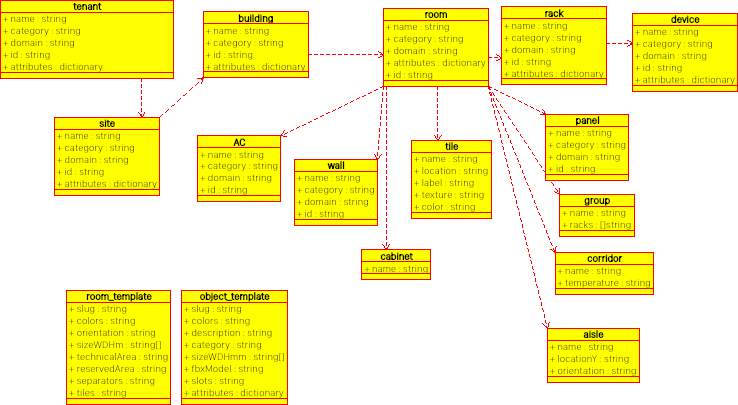 tenant
+ name : string
+ category : string
+ domain : string
+ id : string
+ attributes : dictionary
building
+ name : string
+ category : string
+ id : string
+ attributes : dictionary
room
+ name : string
+ category : string
+ domain : string
+ attributes : dictionary
+ id : string
rack
+ name : string
+ category : string
+ domain : string
+ id : string
+ attributes : dictionary
device
+ name : string
+ category : string
+ domain : string
+ id : string
+ attributes : dictionary
site
+ name : string
+ category : string
+ domain : string
+ id : string
+ attributes : dictionary
AC
+ name : string
+ category : string
+ domain : string
+ id : string
wall
+ name : string
+ category : string
+ domain : string
+ id : string
tile
+ name : string
+ location : string
+ label : string
+ texture : string
+ color : string
panel
+ name : string
+ category : string
+ domain : string
+ id : string
group
+ name : string
+ racks : []string
cabinet
+ name : string
corridor
+ name : string
+ temperature : string
room_template
+ slug : string
+ colors : string
+ orientation : string
+ sizeWDHm : string[]
+ technicalArea : string
+ reservedArea : string
+ separators : string
+ tiles : string
object_template
+ slug : string
+ colors : string
+ description : string
+ category : string
+ sizeWDHmm : string[]
+ fbxModel : string
+ slots : string
+ attributes : dictionary
aisle
+ name : string
+ locationY : string
+ orientation : string